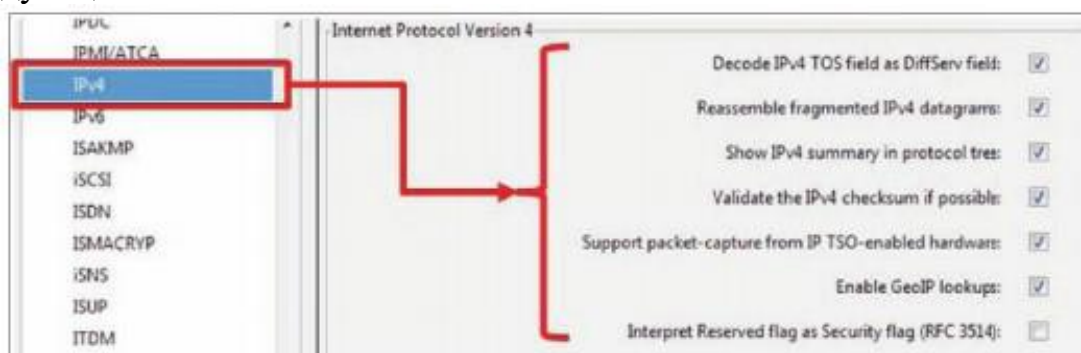 IPDC
IPMI/ATCA
IPv4
IPv6
ISAKMP
iSCSI
ISDN
ISMACRYP
iSNS
ISUP
ITDM
Internet Protocol Version 4
Decode IPv4 TOS field as DiffServ field:
Reassemble fragmented IPv4 datagrams:
Show IPv4 summary in protocol tree:
Validate the IPv4 checksum if possible:
Support packet-capture from IP TSO-enabled hardware:
Enable GeoIP lookups:
Interpret Reserved flag as Security flag (RFC 3514):